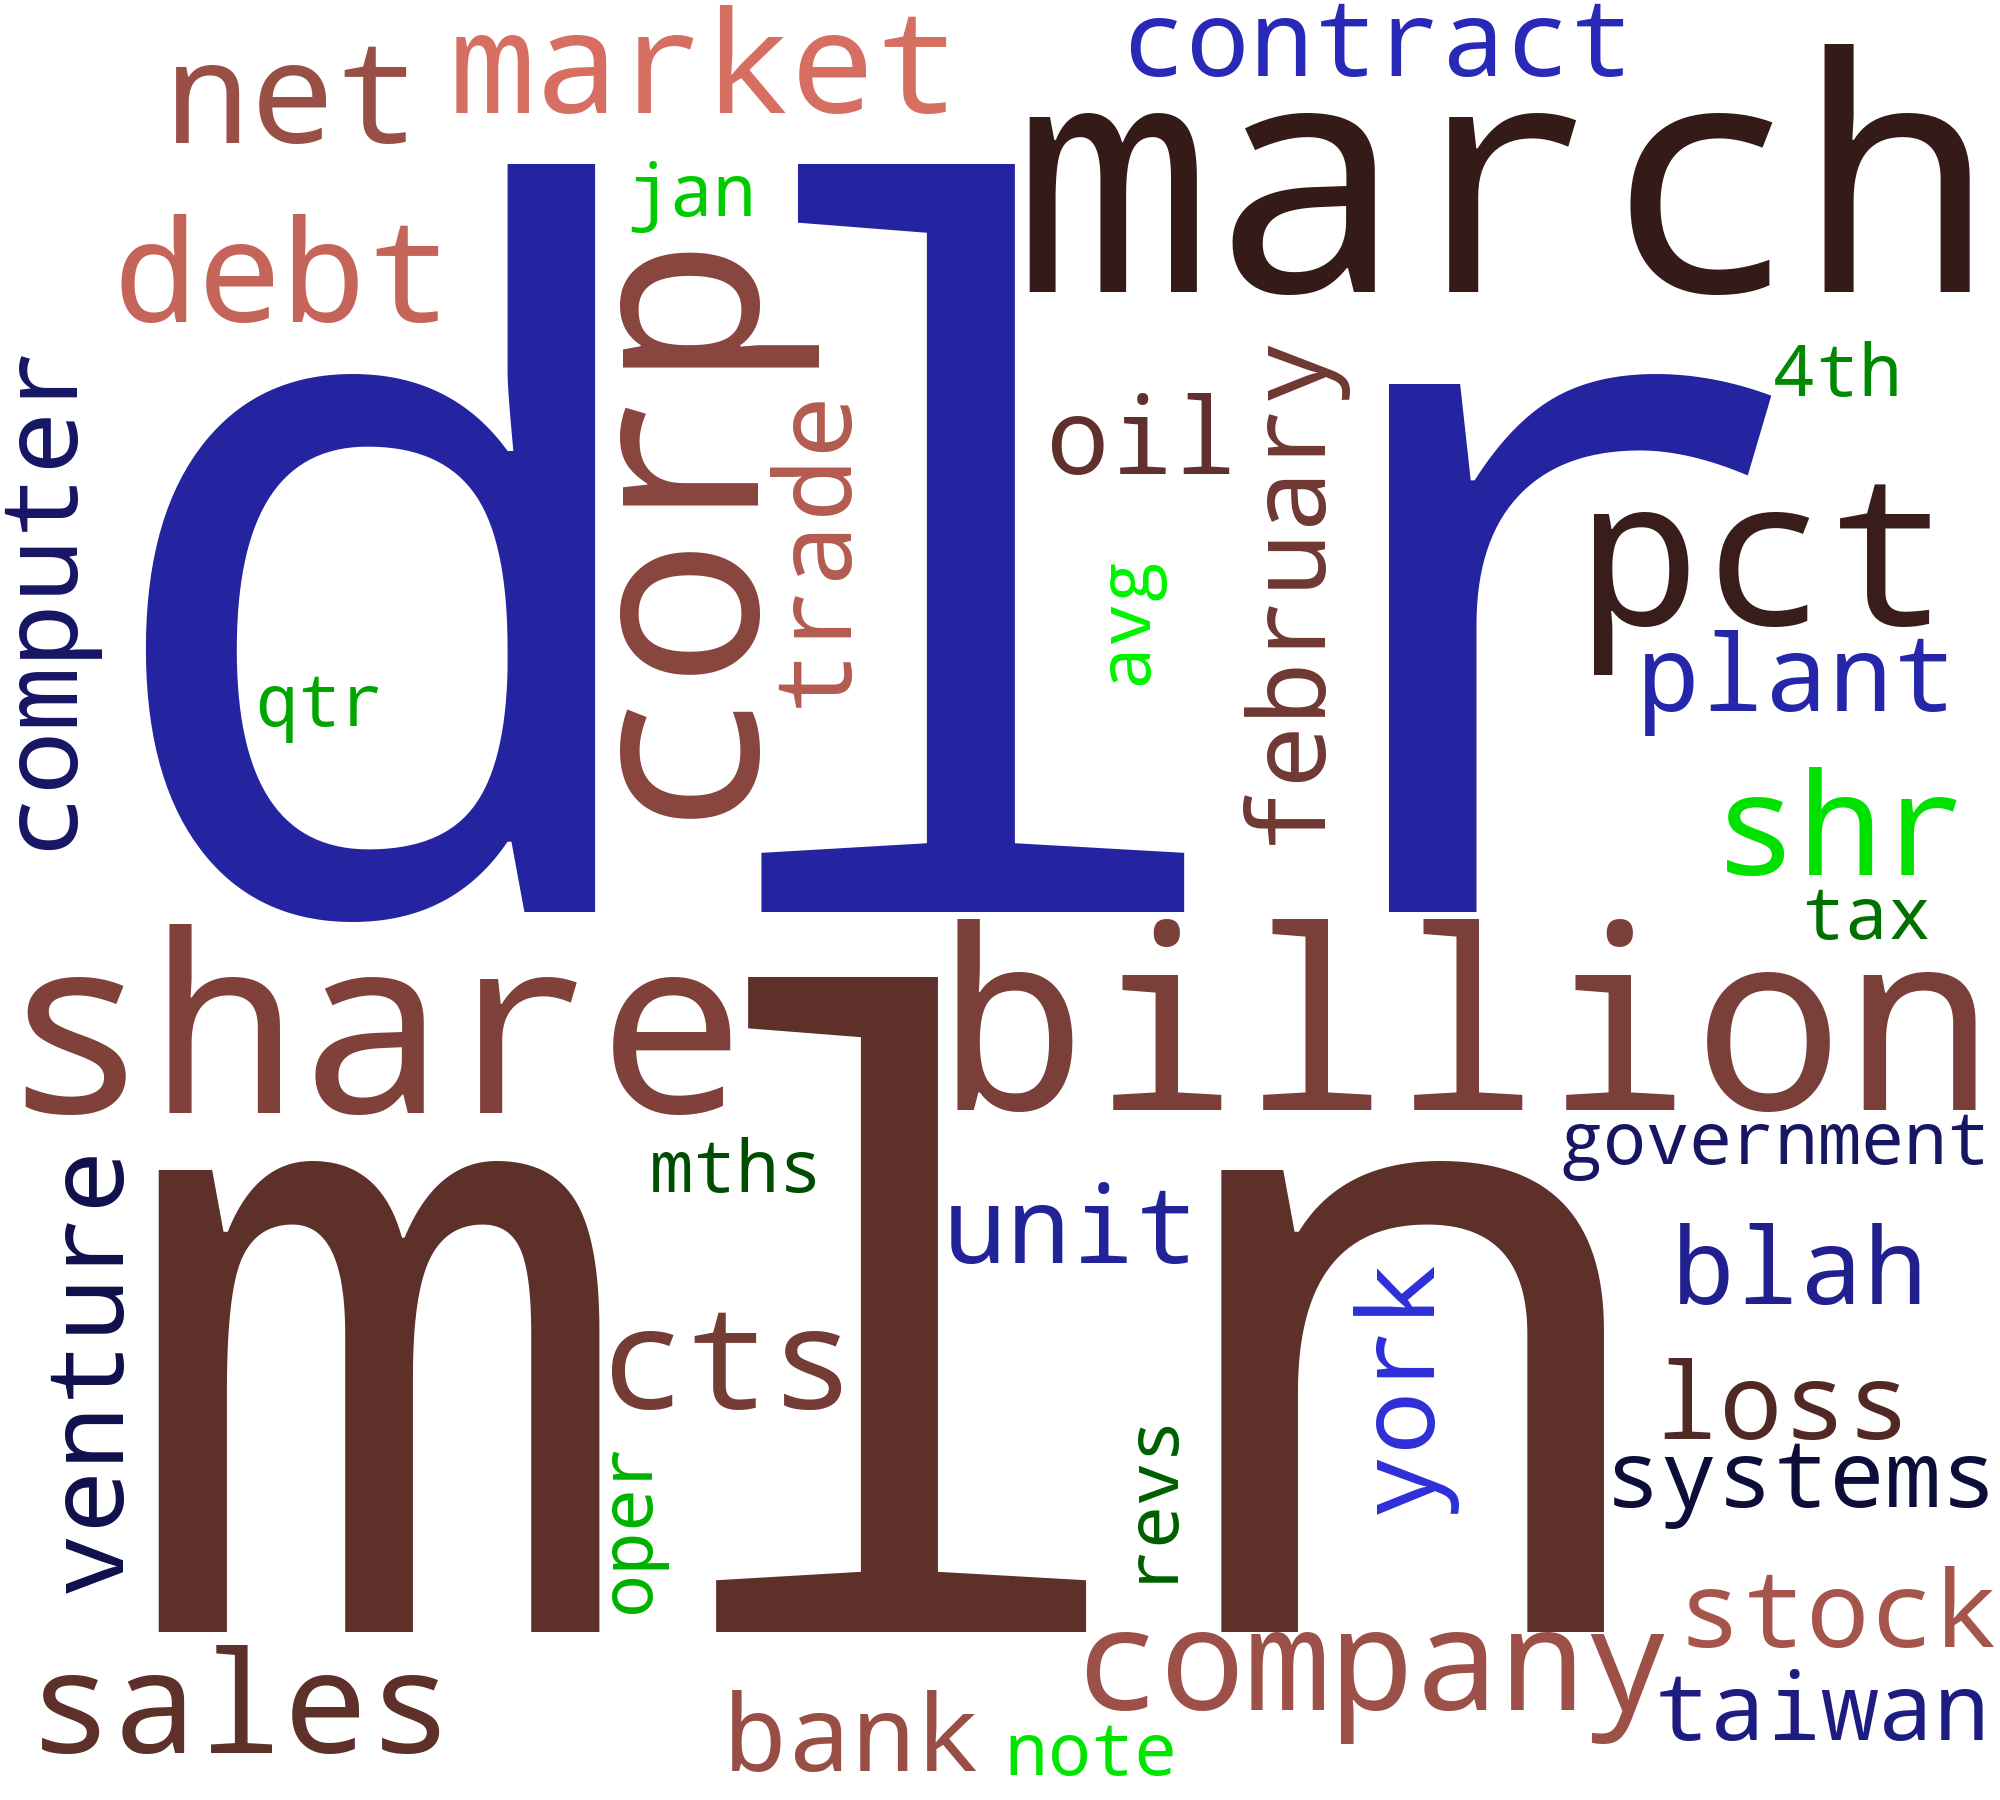 contract
market
net
march
jan
debt
dlr
corp
4th
oil
february
trade
computer
pct
avg
qtr
plant
shr
tax
share
billion
government
mths
mln
venture
unit
blah
york
cts
loss
systems
revs
oper
stock
company
sales
taiwan
bank
note